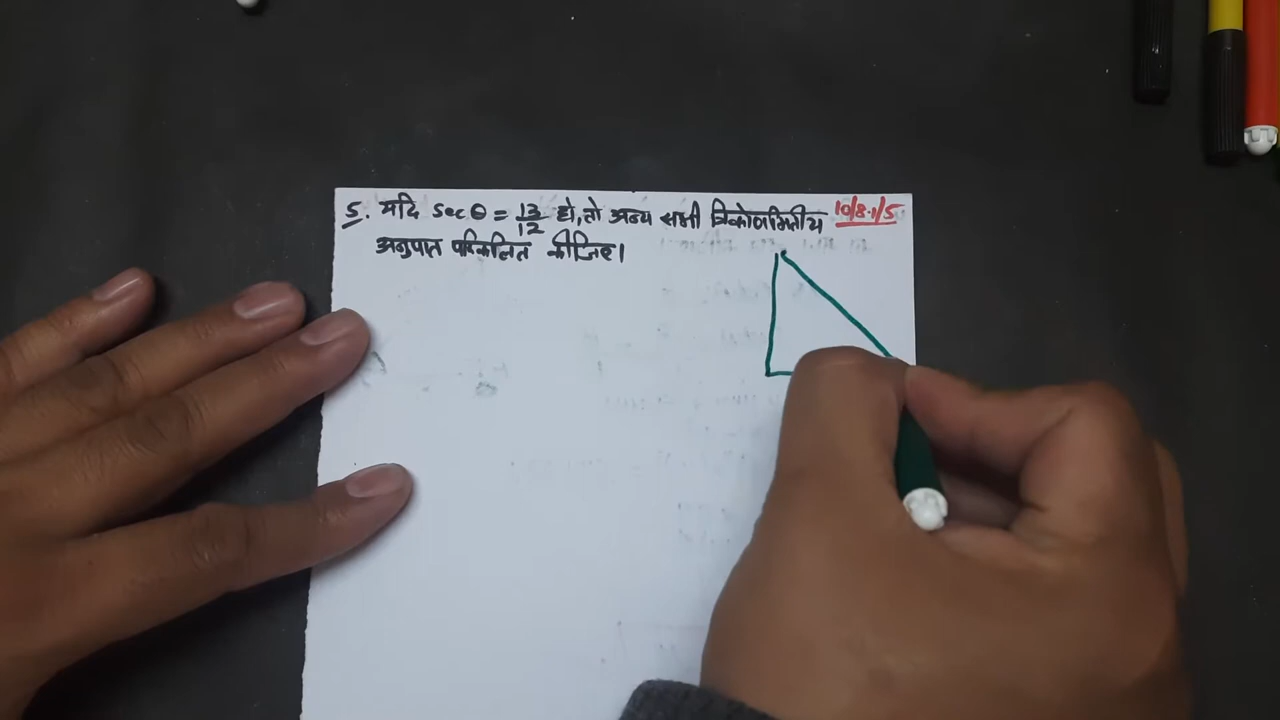 5. यदि Sec θ = 13/12 हो, तो अन्य सभी त्रिकोणमितीय 10/8.1/5
अनुपात परिकलित कीजिए।